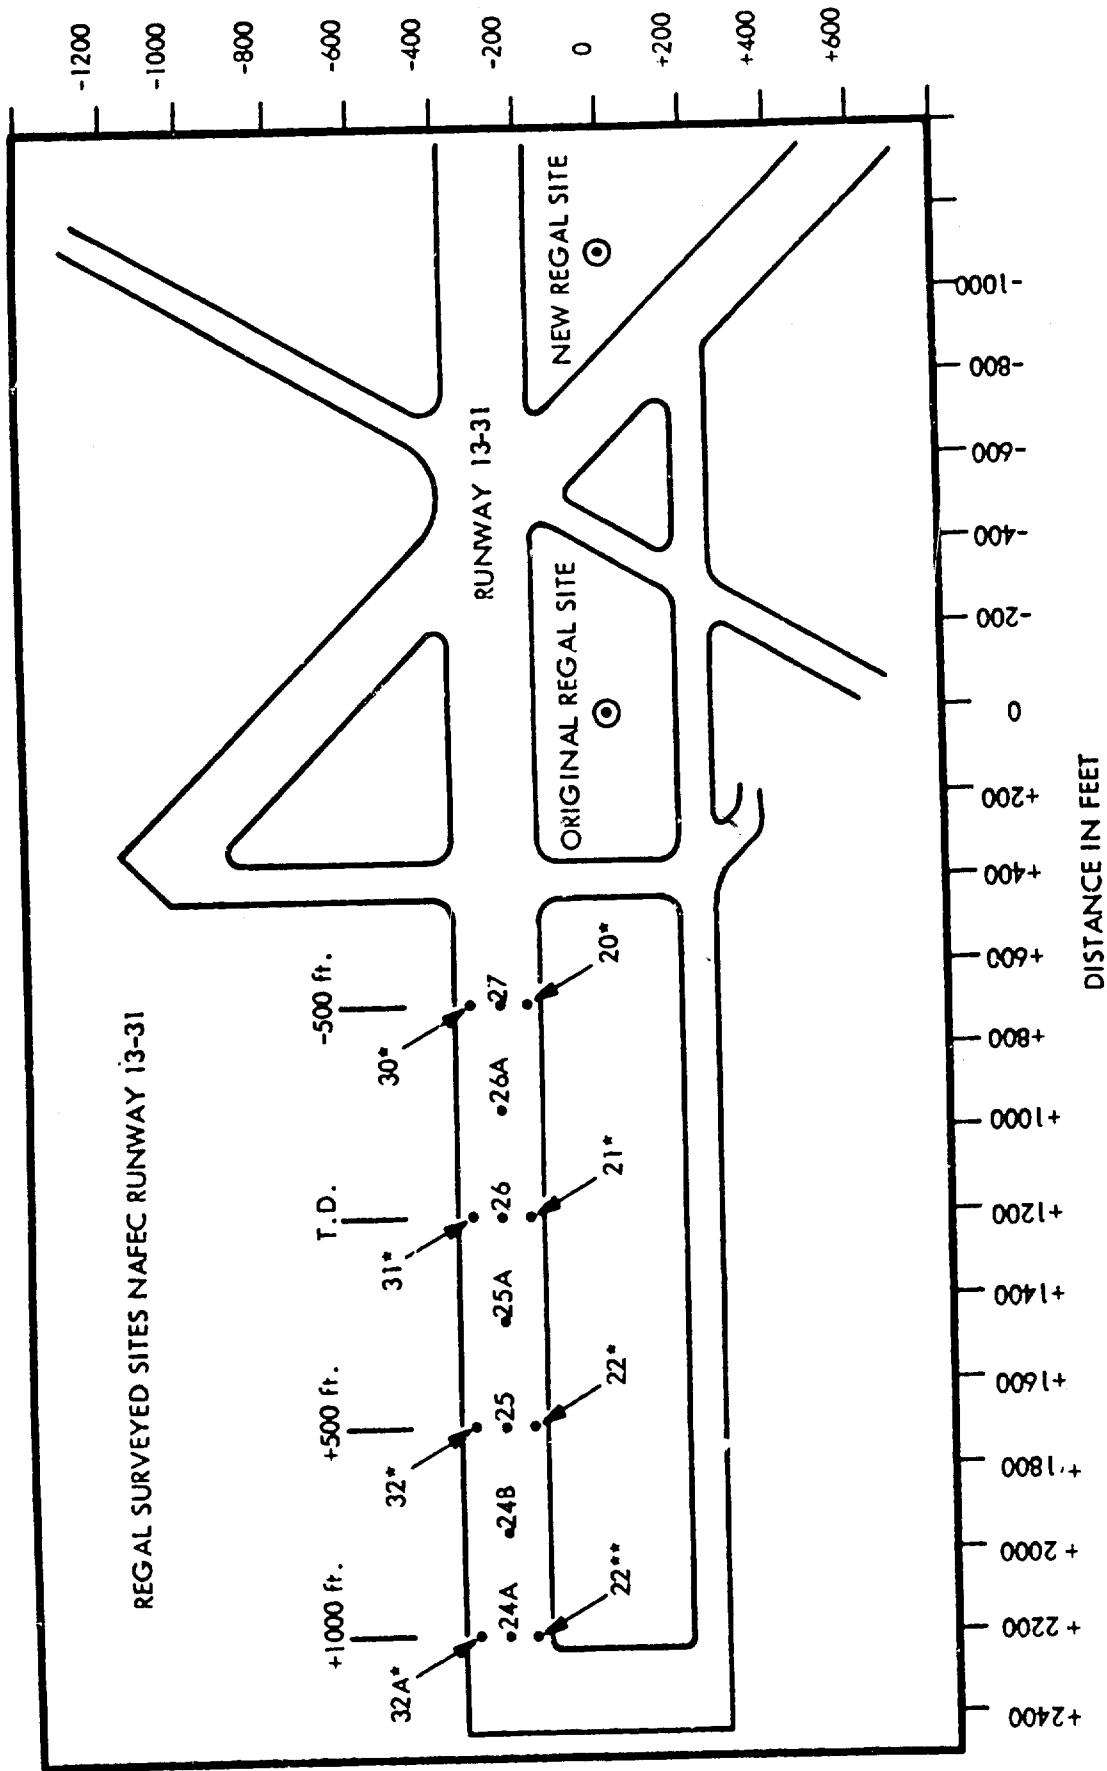 REGAL SURVEYED SITES NAFEC RUNWAY 13-31
+1000 ft.
+500 ft.
T.D.
-500 ft.
32A*
32*
31*
30*
24A
24B
25
25A
26
26A
27
22**
22*
21*
20*
ORIGINAL REGAL SITE
RUNWAY 13-31
NEW REGAL SITE
-1200
-1000
-800
-600
-400
-200
0
+200
+400
+600
+2400
+2200
+2000
+1800
+1600
+1400
+1200
+1000
+800
+600
+400
+200
0
-200
-400
-600
-800
-1000
DISTANCE IN FEET